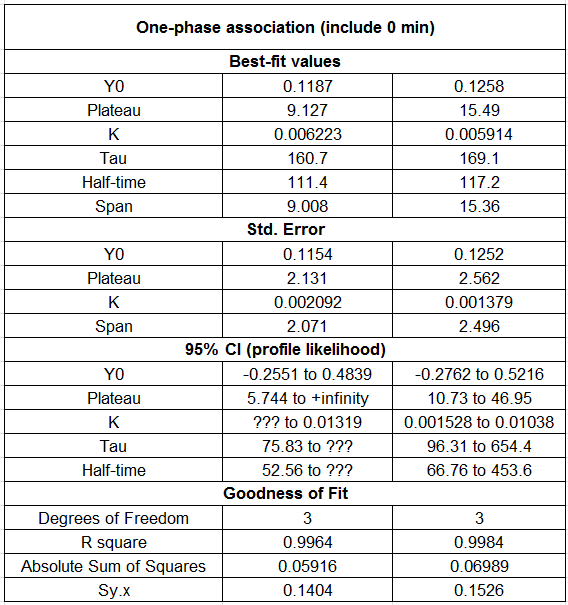 One-phase association (include 0 min)
Best-fit values
Y0 0.1187 0.1258
Plateau 9.127 15.49
K 0.006223 0.005914
Tau 160.7 169.1
Half-time 111.4 117.2
Span 9.008 15.36
Std. Error
Y0 0.1154 0.1252
Plateau 2.131 2.562
K 0.002092 0.001379
Span 2.071 2.496
95% CI (profile likelihood)
Y0 -0.2551 to 0.4839 -0.2762 to 0.5216
Plateau 5.744 to +infinity 10.73 to 46.95
K ??? to 0.01319 0.001528 to 0.01038
Tau 75.83 to ??? 96.31 to 654.4
Half-time 52.56 to ??? 66.76 to 453.6
Goodness of Fit
Degrees of Freedom 3 3
R square 0.9964 0.9984
Absolute Sum of Squares 0.05916 0.06989
Sy.x 0.1404 0.1526